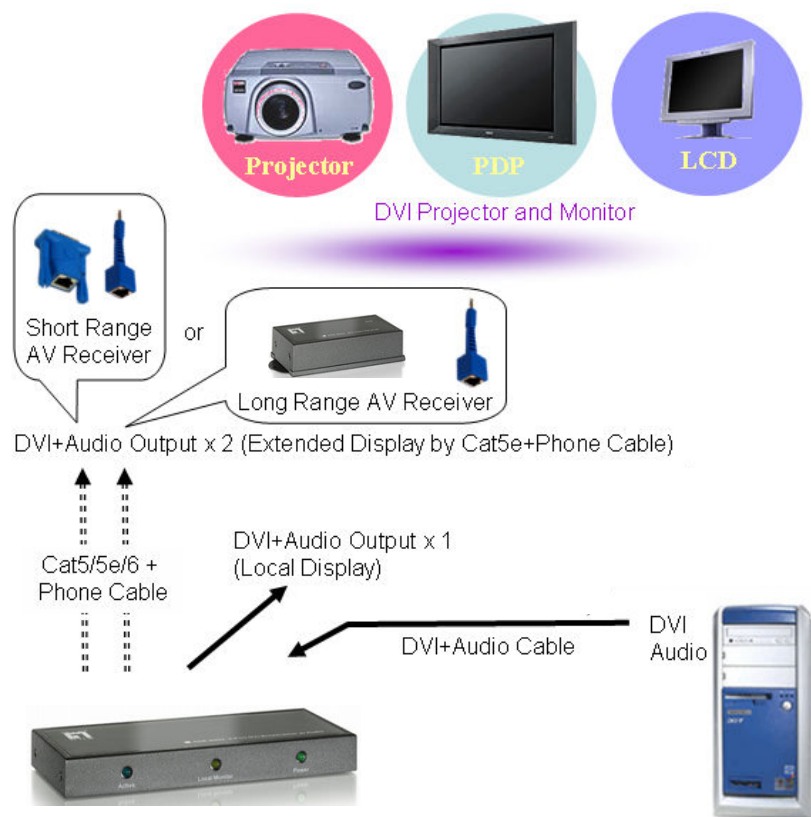 Projector
PDP
LCD
DVI Projector and Monitor
Short Range
AV Receiver
or
Long Range AV Receiver
DVI+Audio Output x 2 (Extended Display by Cat5e+Phone Cable)
Cat5/5e/6 +
Phone Cable
DVI+Audio Output x 1
(Local Display)
DVI+Audio Cable
DVI
Audio
acer
Active
Local Monitor
Power